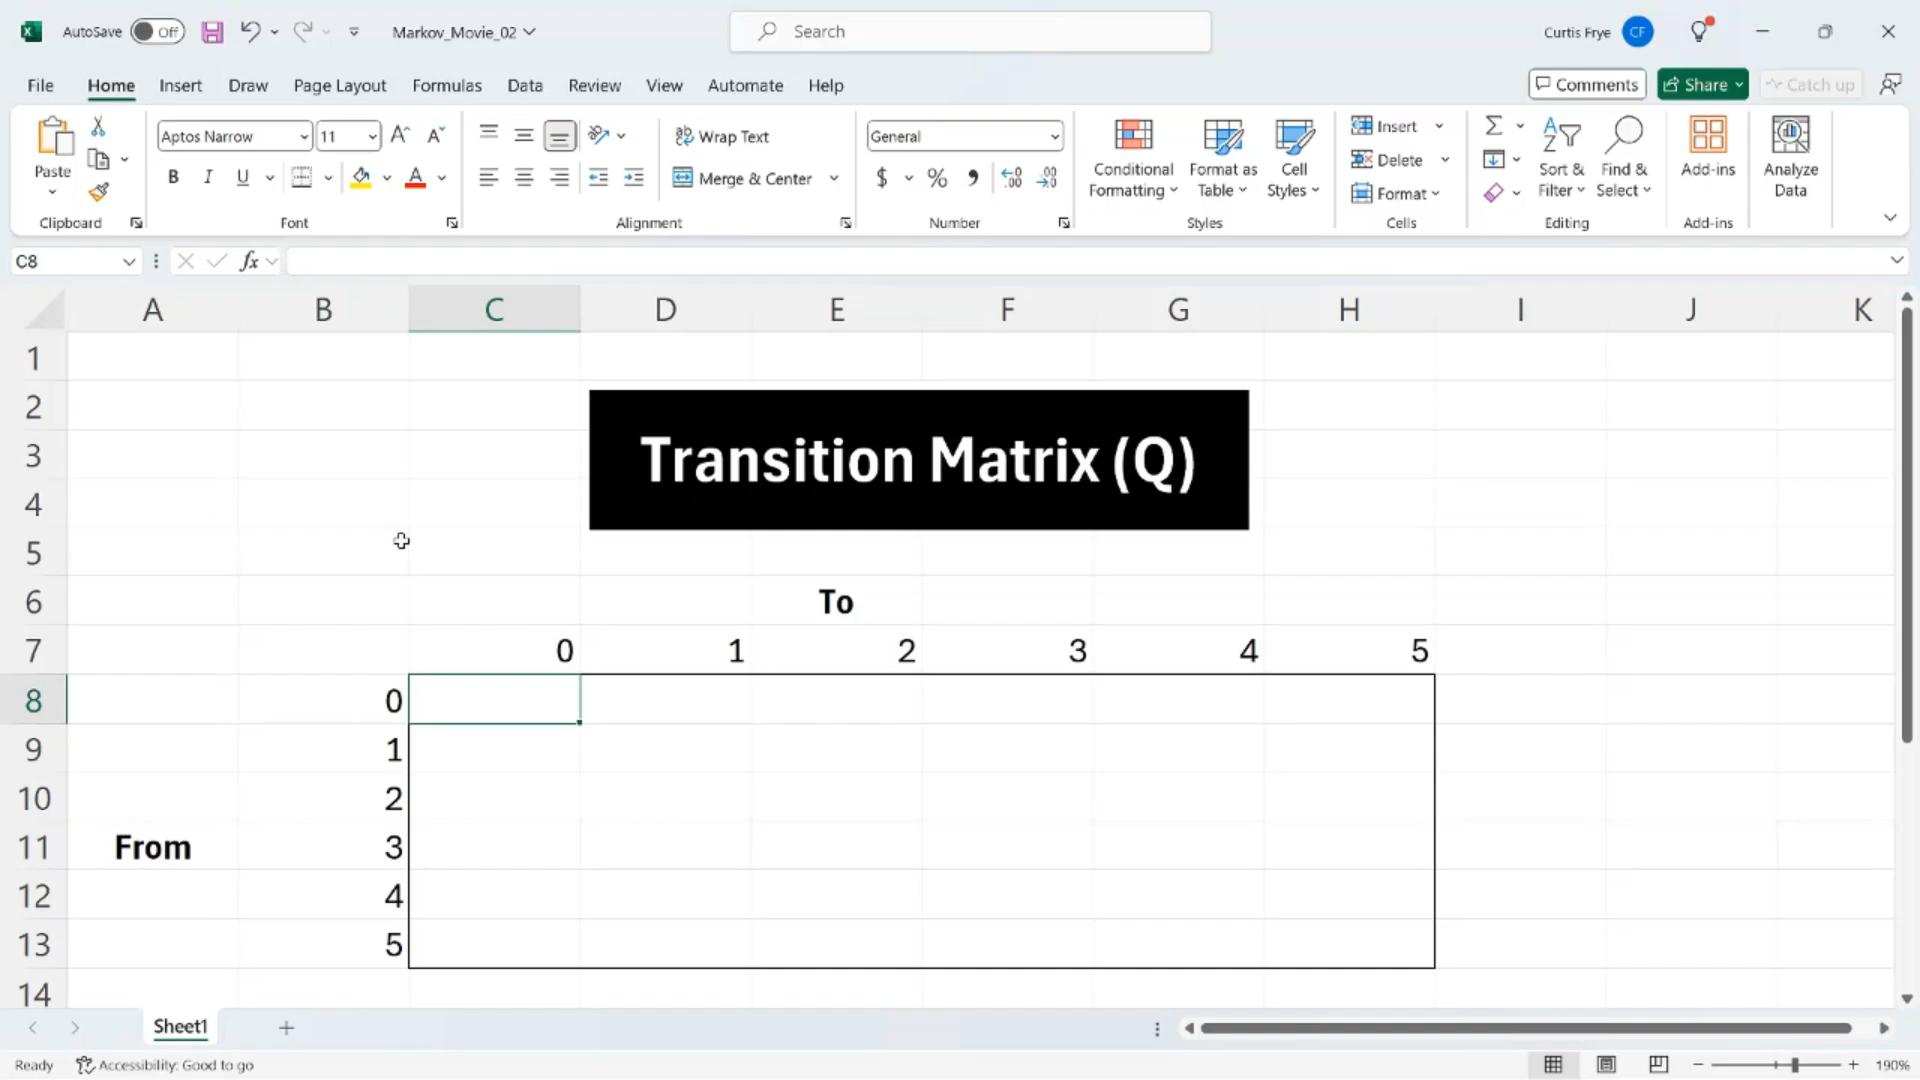 AutoSave Off Markov_Movie_02 Search Curtis Frye CF
File Home Insert Draw Page Layout Formulas Data Review View Automate Help Comments Share Catch up
Paste
Clipboard
Aptos Narrow 11
B I U A
Font
Wrap Text
Merge & Center
Alignment
General
$ % 9
Number
Conditional Formatting
Format as Table
Cell Styles
Styles
Insert
Delete
Format
Cells
Sort & Filter
Find & Select
Editing
Add-ins
Add-ins
Analyze Data
C8 fx
A B C D E F G H I J K
1
2
Transition Matrix (Q)
3
4
5
6 To
7 0 1 2 3 4 5
8 0
9 1
10 2
11 From 3
12 4
13 5
14
Sheet1
Ready Accessibility: Good to go 190%